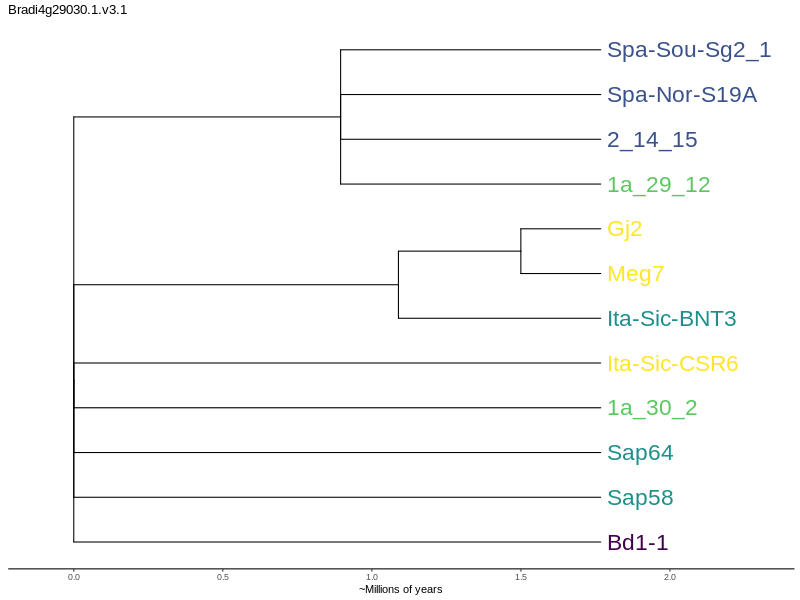 Bradi4g29030.1.v3.1
Spa-Sou-Sg2_1
Spa-Nor-S19A
2_14_15
1a_29_12
Gj2
Meg7
Ita-Sic-BNT3
Ita-Sic-CSR6
1a_30_2
Sap64
Sap58
Bd1-1
0.0 0.5 1.0 1.5 2.0
~Millions of years